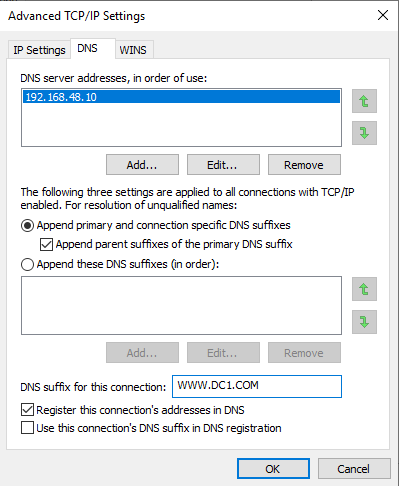 Advanced TCP/IP Settings
IP Settings DNS WINS
DNS server addresses, in order of use:
192.168.48.10
Add... Edit... Remove
The following three settings are applied to all connections with TCP/IP
enabled. For resolution of unqualified names:
Append primary and connection specific DNS suffixes
Append parent suffixes of the primary DNS suffix
Append these DNS suffixes (in order):
Add... Edit... Remove
DNS suffix for this connection: WWW.DC1.COM
Register this connection's addresses in DNS
Use this connection's DNS suffix in DNS registration
OK Cancel